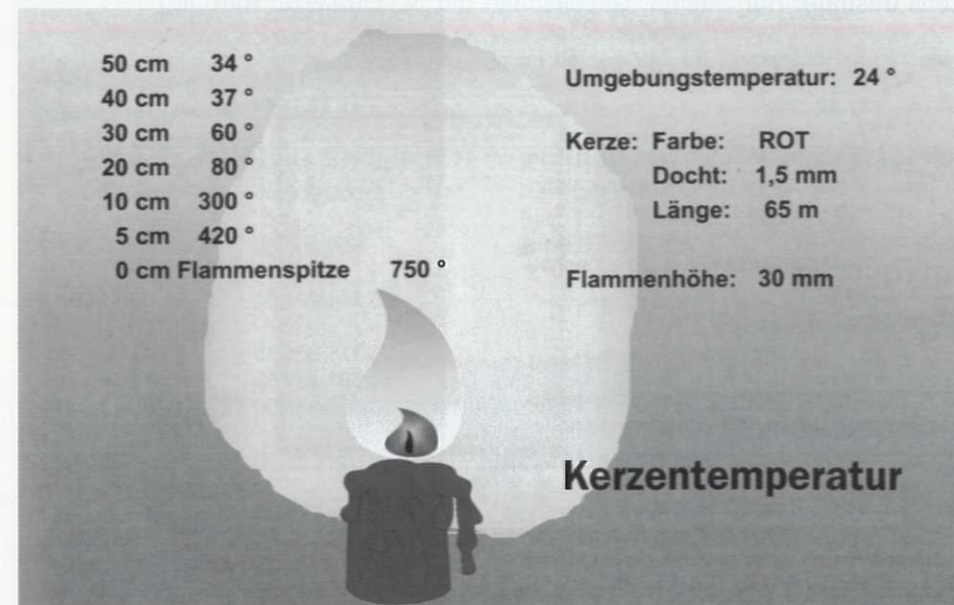 50 cm 34 °
40 cm 37 °
30 cm 60 °
20 cm 80 °
10 cm 300 °
5 cm 420 °
0 cm Flammenspitze 750 °
Umgebungstemperatur: 24 °
Kerze: Farbe: ROT
Docht: 1,5 mm
Länge: 65 m
Flammenhöhe: 30 mm
Kerzentemperatur